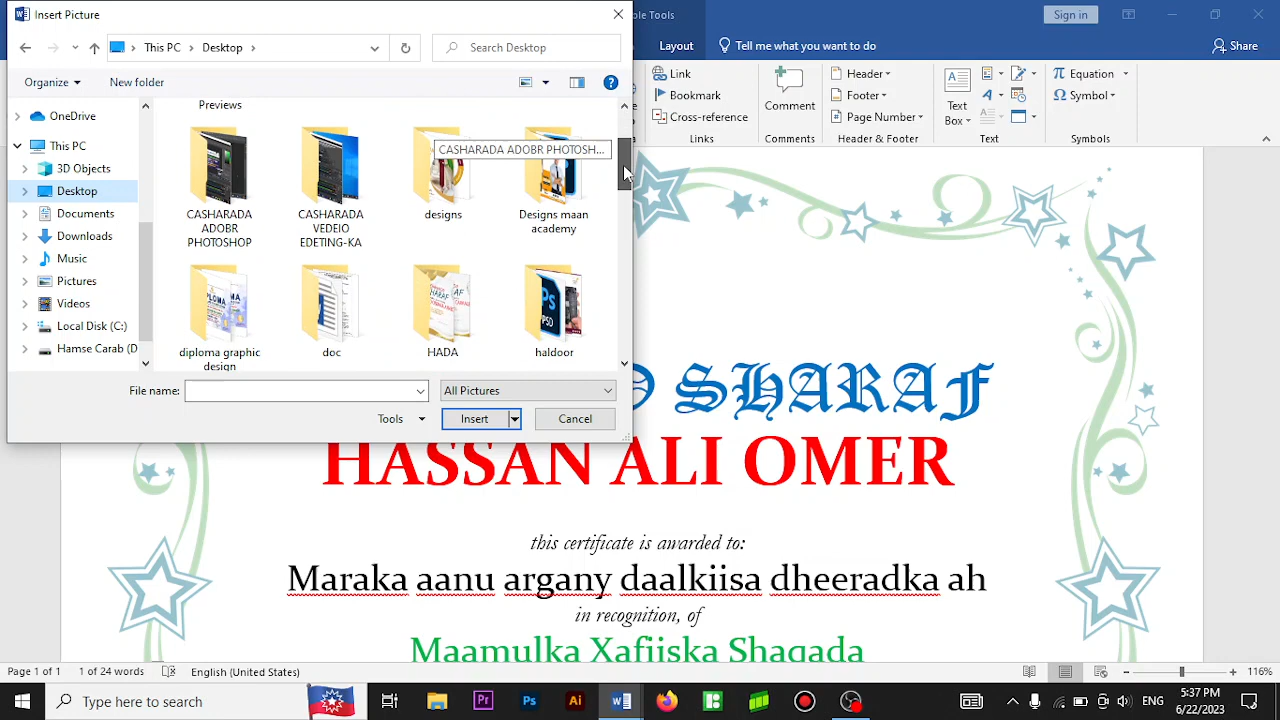 Insert Picture
This PC
Desktop
Search Desktop
Organize
New folder
OneDrive
This PC
3D Objects
Desktop
Documents
Downloads
Music
Pictures
Videos
Local Disk (C:)
Hamse Carab (D
Previews
CASHARADA ADOBR PHOTOSH...
CASHARADA
ADOBR
PHOTOSHOP
CASHARADA
VEDEIO
EDETING-KA
designs
Designs maan
academy
diploma graphic
design
doc
HADA
haldoor
File name:
All Pictures
Tools
Insert
Cancel
ble Tools
Sign in
Layout
Tell me what you want to do
Share
Link
Bookmark
Cross-reference
Links
Comment
Comments
Header
Footer
Page Number
Header & Footer
Text
Box
Text
Equation
Symbol
Symbols
SHARAF
HASSAN ALI OMER
this certificate is awarded to:
Maraka aanu argany daalkiisa dheeradka ah
in recognition, of
Maamulka Xafiiska Shaqada
Page 1 of 1
1 of 24 words
English (United States)
116%
Type here to search
ENG
5:37 PM
6/22/2023